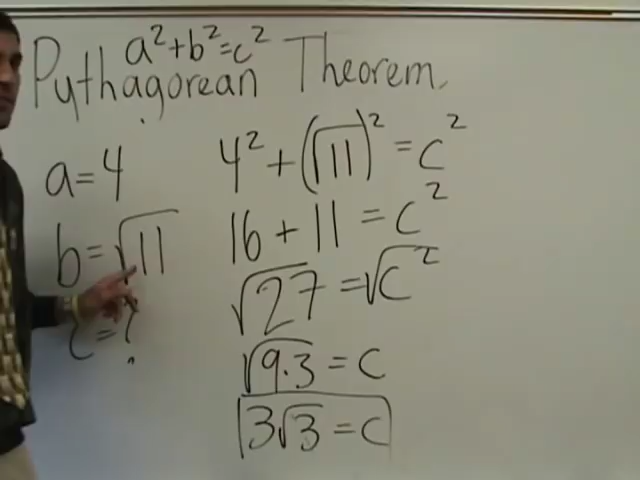 a²+b²=c²
Pythagorean Theorem
a=4
b=√11
c=?
4²+(√11)²=c²
16+11=c²
√27=√c²
√9·3=c
3√3=c